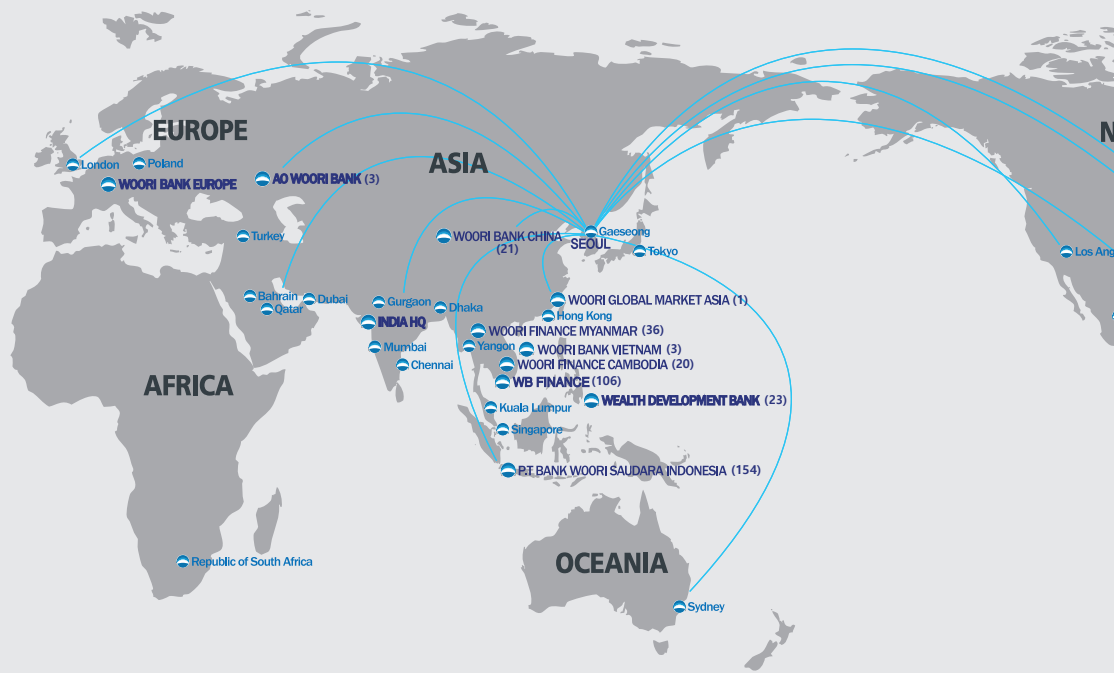 EUROPE
London
Poland
WOORI BANK EUROPE
AO WOORI BANK (3)
ASIA
Turkey
WOORI BANK CHINA
(21)
Gaeseong
SEOUL
Tokyo
Bahrain
Qatar
Dubai
Gurgaon
Dhaka
INDIA HQ
Mumbai
Chennai
WOORI GLOBAL MARKET ASIA (1)
Hong Kong
WOORI FINANCE MYANMAR (36)
Yangon
WOORI BANK VIETNAM (3)
WOORI FINANCE CAMBODIA (20)
WB FINANCE (106)
WEALTH DEVELOPMENT BANK (23)
Kuala Lumpur
Singapore
P.T BANK WOORI SAUDARA INDONESIA (154)
AFRICA
Republic of South Africa
OCEANIA
Sydney
N
Los Ang